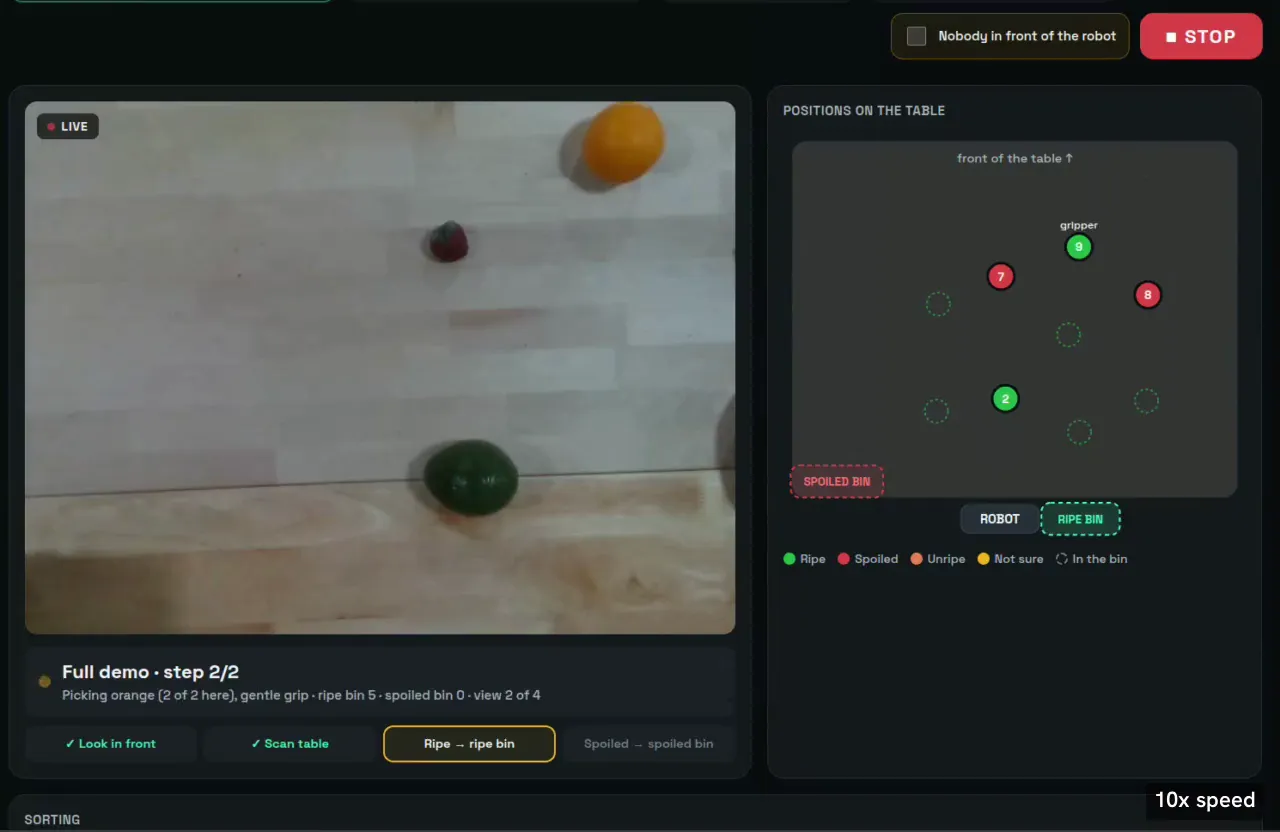 Nobody in front of the robot
STOP
LIVE
POSITIONS ON THE TABLE
front of the table ↑
gripper
9
7
8
2
SPOILED BIN
ROBOT
RIPE BIN
Ripe
Spoiled
Unripe
Not sure
In the bin
Full demo · step 2/2
Picking orange (2 of 2 here), gentle grip · ripe bin 5 · spoiled bin 0 · view 2 of 4
✓ Look in front
✓ Scan table
Ripe → ripe bin
Spoiled → spoiled bin
10x speed
SORTING